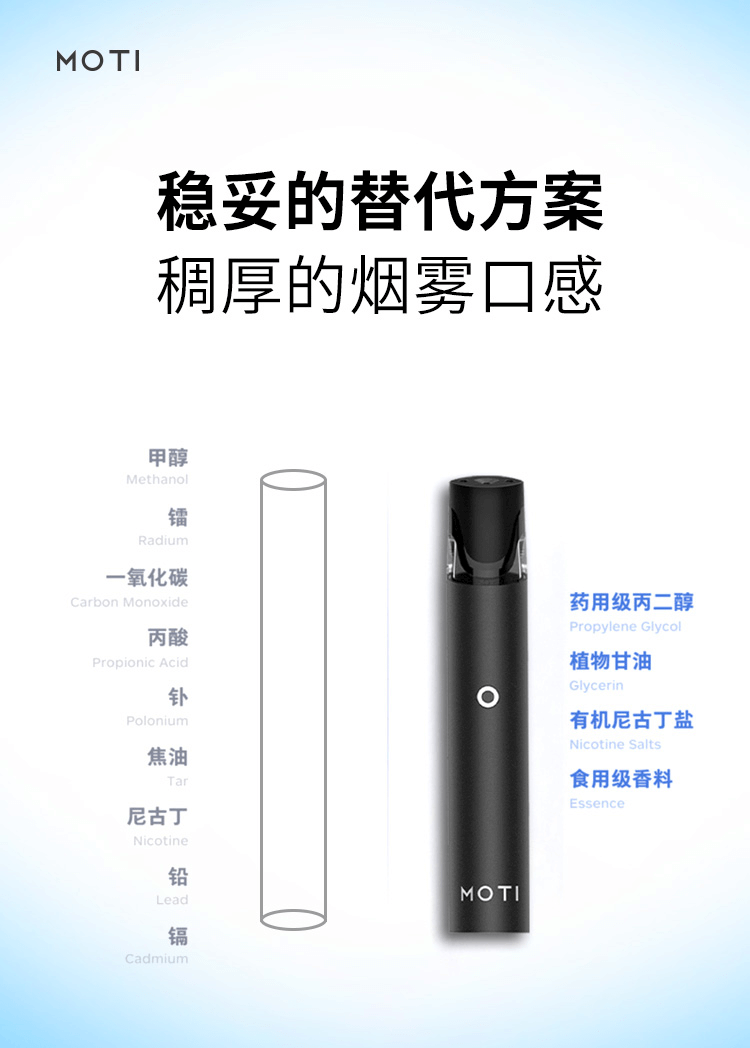 MOTI
稳妥的替代方案
稠厚的烟雾口感
甲醇
Methanol
镭
Radium
一氧化碳
Carbon Monoxide
丙酸
Propionic Acid
钋
Polonium
焦油
Tar
尼古丁
Nicotine
铅
Lead
镉
Cadmium
药用级丙二醇
Propylene Glycol
植物甘油
Glycerin
有机尼古丁盐
Nicotine Salts
食用级香料
Essence
MOTI